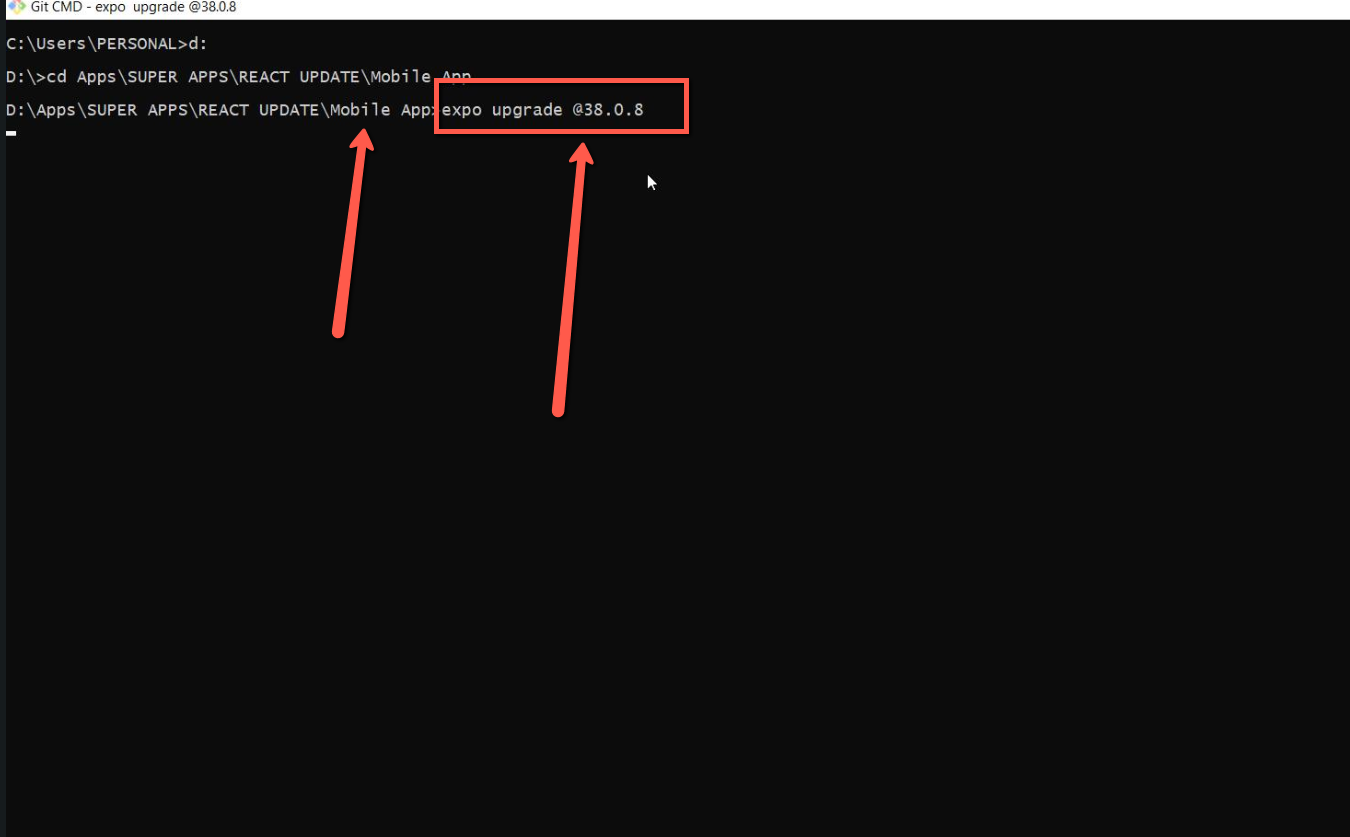 Git CMD - expo  upgrade @38.0.8
C:\Users\PERSONAL>d:
D:\>cd Apps\SUPER APPS\REACT UPDATE\Mobile App
D:\Apps\SUPER APPS\REACT UPDATE\Mobile App>expo upgrade @38.0.8